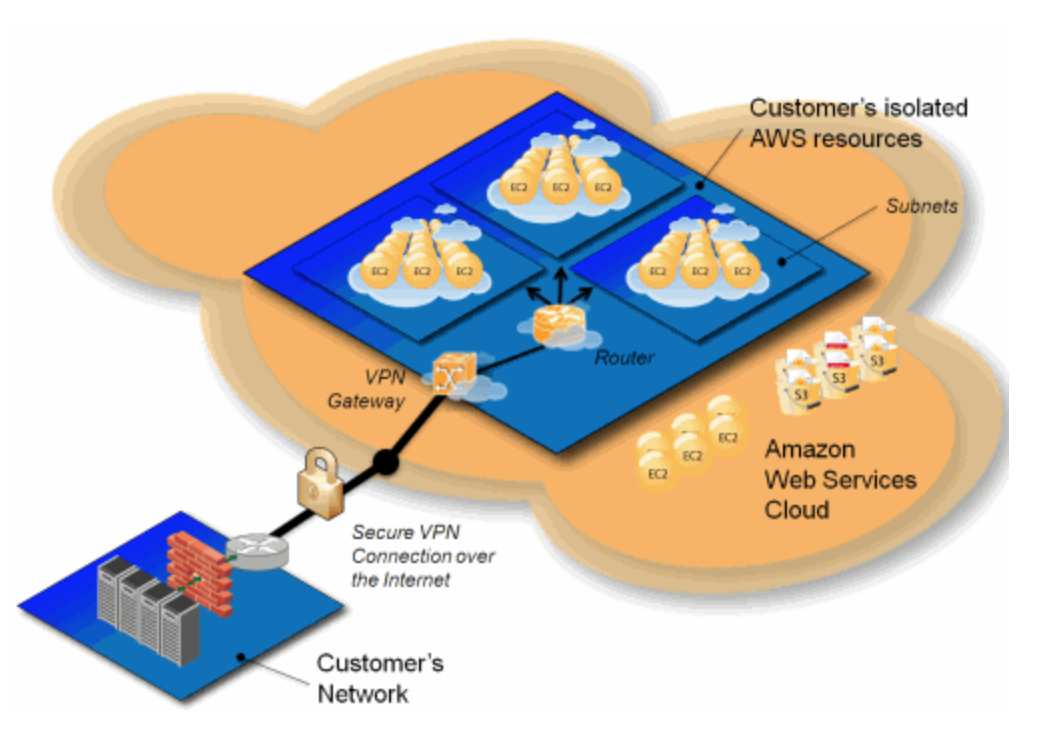 Customer's isolated
AWS resources
Subnets
EC2 EC2 EC2
EC2 EC2 EC2
EC2 EC2 EC2
Router
VPN
Gateway
S3 S3 S3
EC2 EC2 EC2
Amazon
Web Services
Cloud
Secure VPN
Connection over
the Internet
Customer's
Network